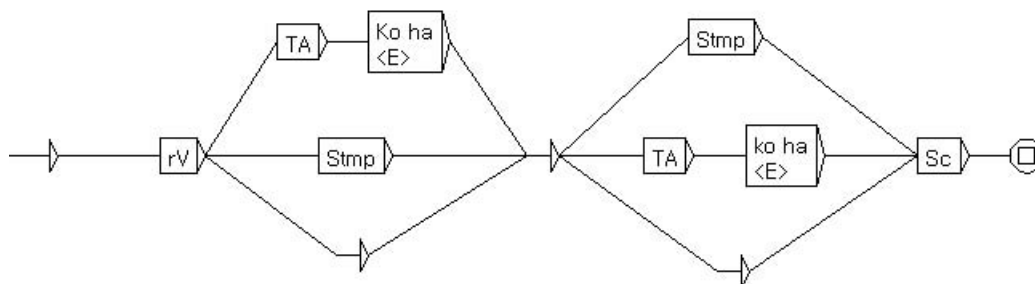 TA
Ko ha
<E>
Stmp
rV
Stmp
TA
ko ha
<E>
Sc